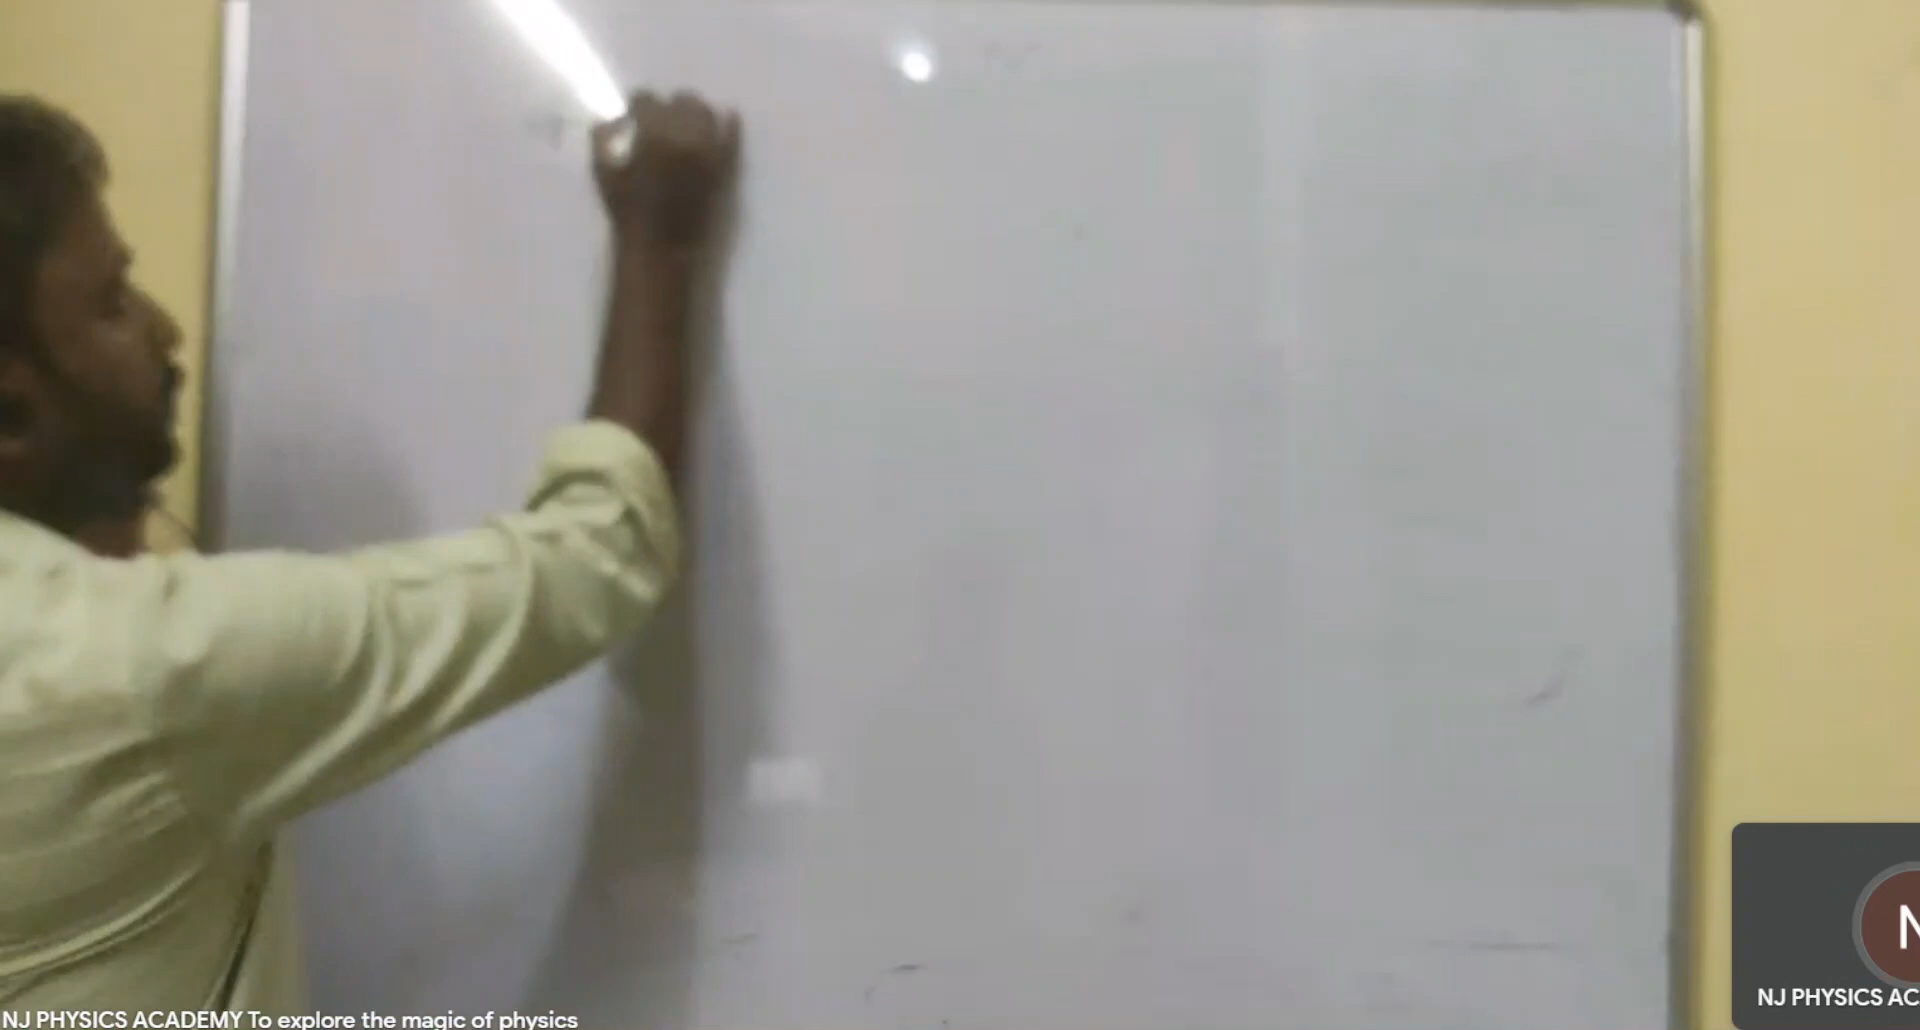 NJ PHYSICS ACADEMY To explore the magic of physics
N
NJ PHYSICS AC